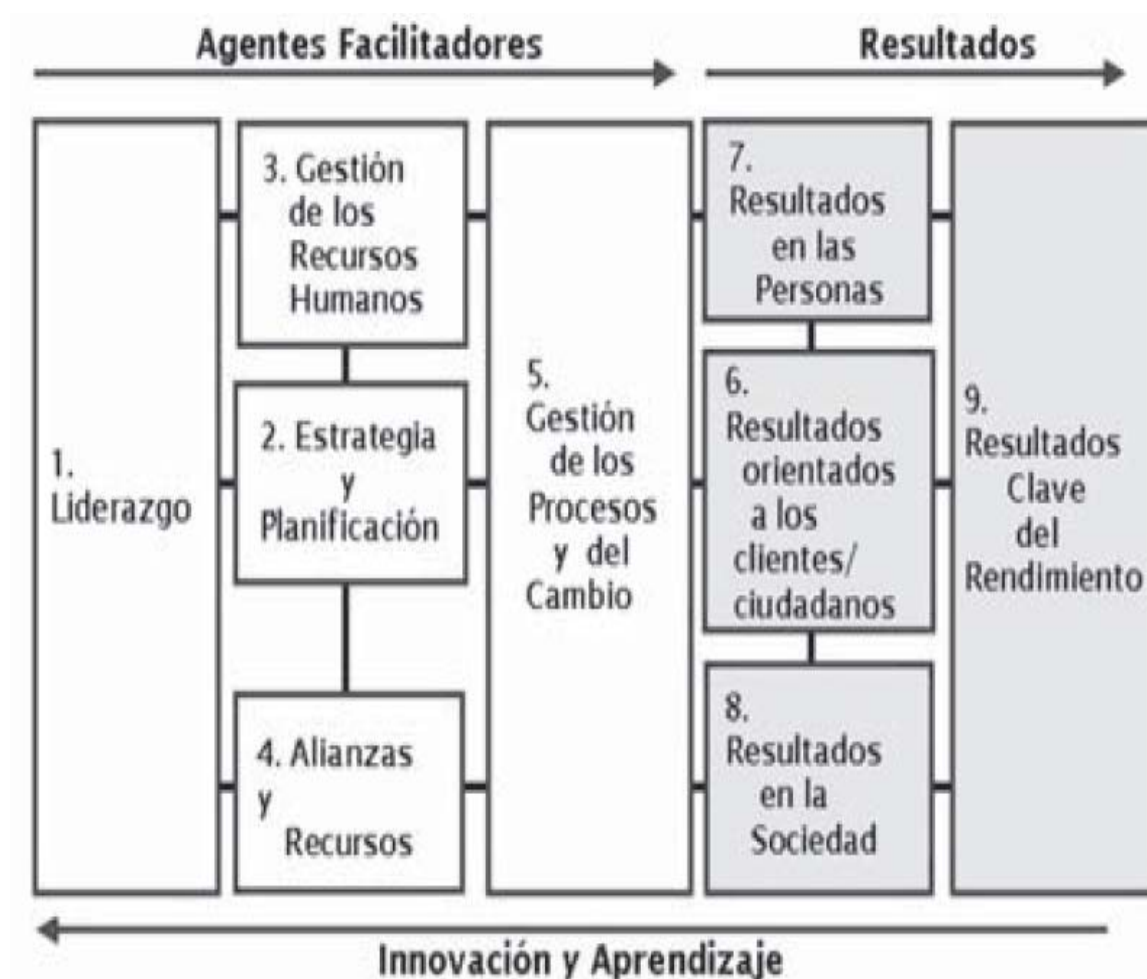 Agentes Facilitadores
Resultados
1.
Liderazgo
3. Gestión
de los
Recursos
Humanos
2. Estrategia
y
Planificación
4. Alianzas
y
Recursos
5.
Gestión
de los
Procesos
y del
Cambio
7.
Resultados
en las
Personas
6.
Resultados
orientados
a los
clientes/
ciudadanos
8.
Resultados
en la
Sociedad
9.
Resultados
Clave
del
Rendimiento
Innovación y Aprendizaje